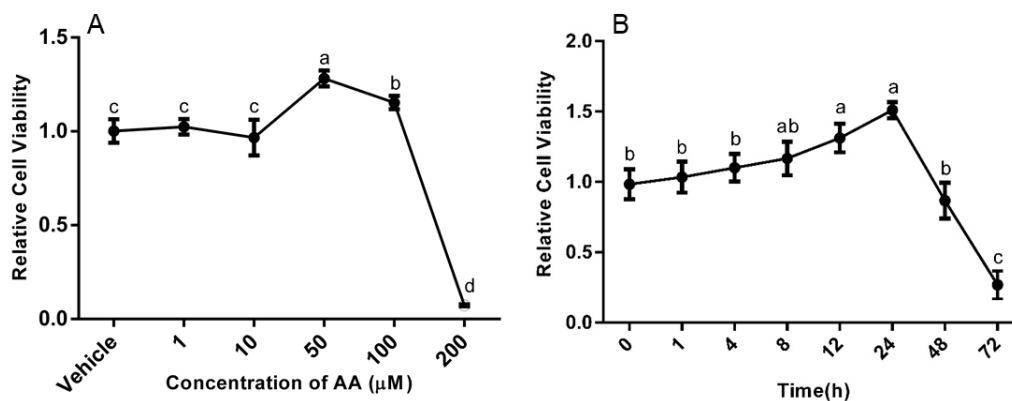 A
Relative Cell Viability
1.5
1.0
0.5
0.0
c
c
c
a
b
d
Vehicle
1
10
50
100
200
Concentration of AA (μM)
B
Relative Cell Viability
2.0
1.5
1.0
0.5
0.0
b
b
b
ab
a
a
b
c
0
1
4
8
12
24
48
72
Time(h)